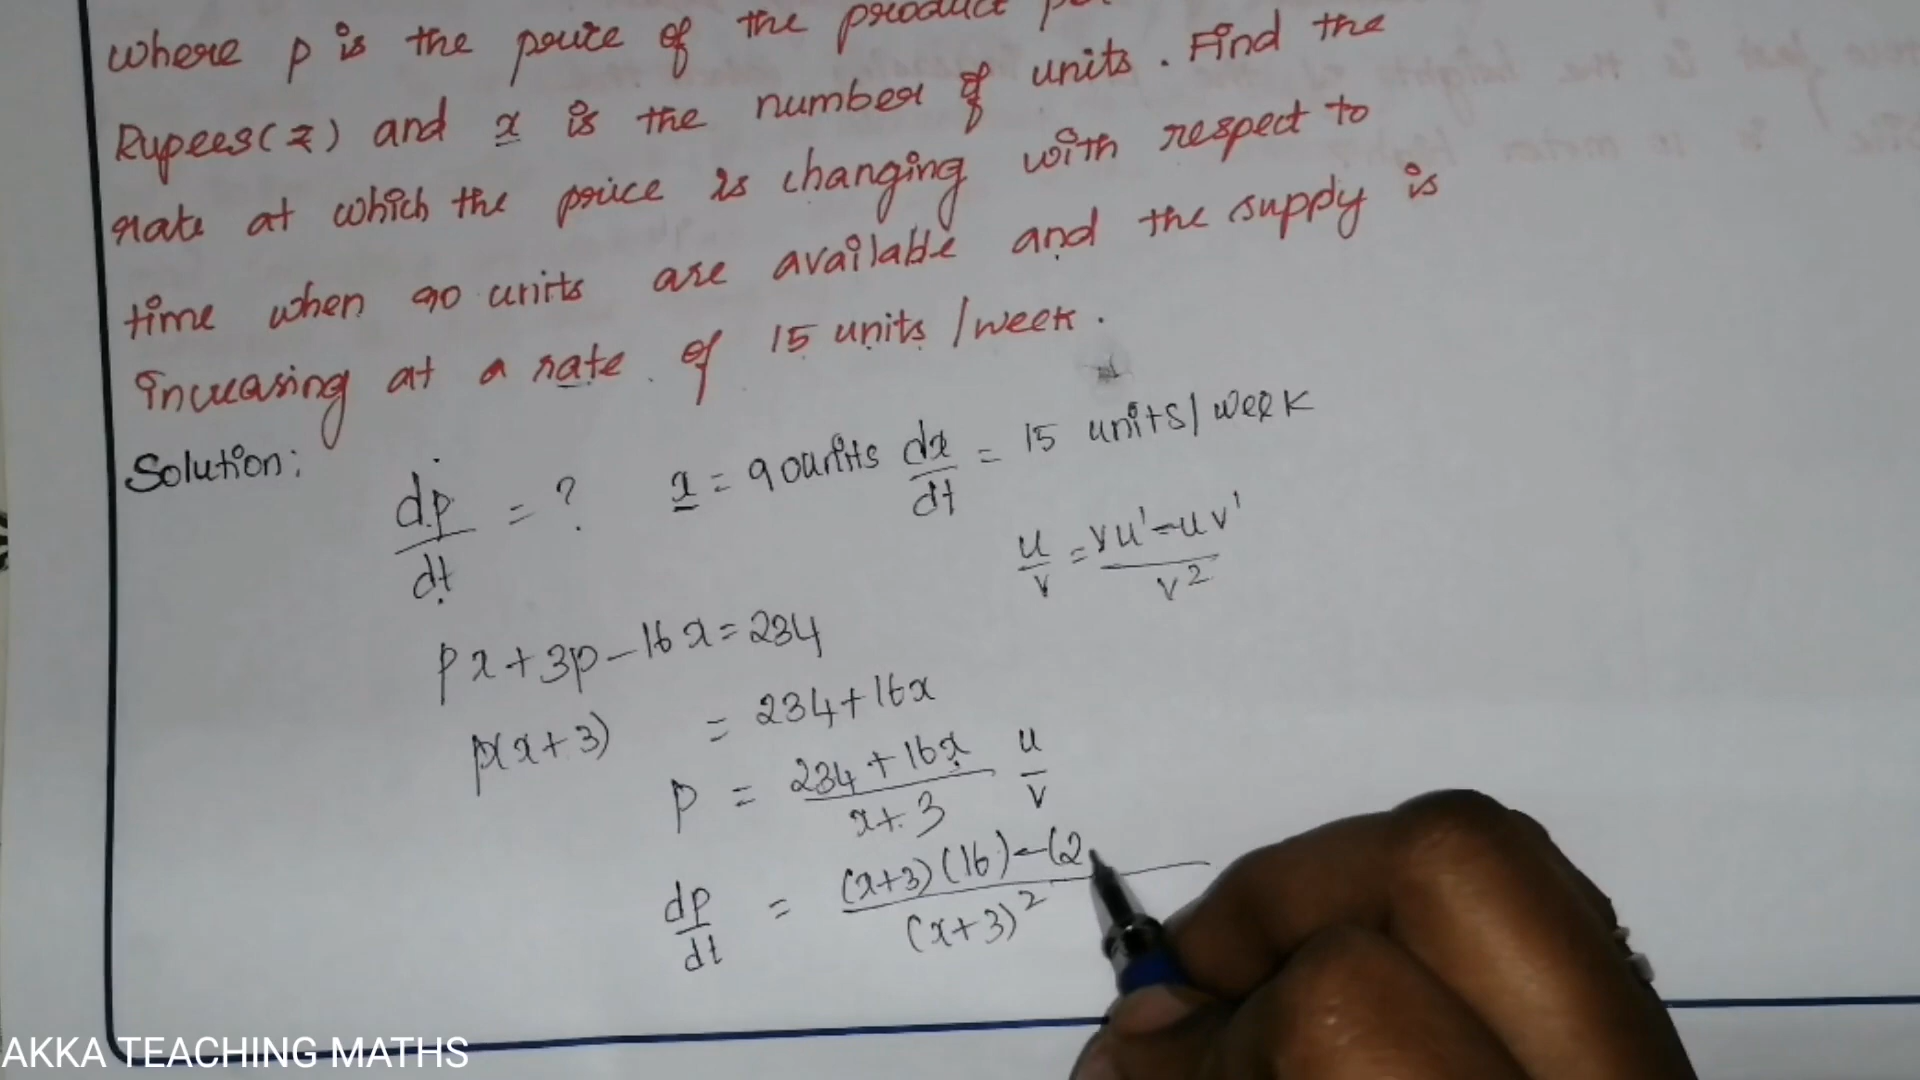 where p is the price of the product
Rupees(₹) and x is the number of units. Find the
rate at which the price is changing with respect to
time when 90 units are available and the supply is
increasing at a rate of 15 units /week.
Solution:
dp/dt = ? x = 90 units dx/dt = 15 units/week
u/v = vu'-uv'/v²
px+3p-16x=234
p(x+3) = 234+16x
p = 234+16x/x+3 u/v
dp/dt = (x+3)(16)-(2/(x+3)²
AKKA TEACHING MATHS